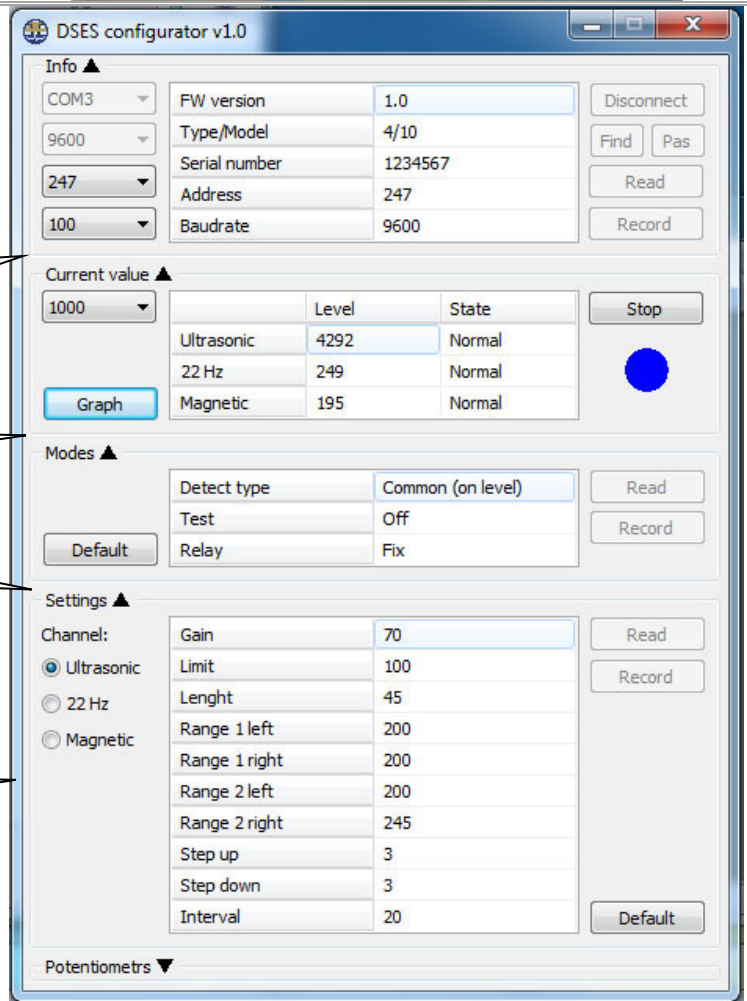 DSES configurator v1.0
Info ▲
COM3 FW version 1.0 Disconnect
9600 Type/Model 4/10 Find Pas
Serial number 1234567
247 Address 247 Read
100 Baudrate 9600 Record
Current value ▲
1000 Level State Stop
Ultrasonic 4292 Normal
22 Hz 249 Normal
Graph Magnetic 195 Normal
Modes ▲
Detect type Common (on level) Read
Test Off Record
Default Relay Fix
Settings ▲
Channel: Gain 70 Read
Ultrasonic Limit 100 Record
22 Hz Lenght 45
Magnetic Range 1 left 200
Range 1 right 200
Range 2 left 200
Range 2 right 245
Step up 3
Step down 3
Interval 20 Default
Potentiometrs ▼